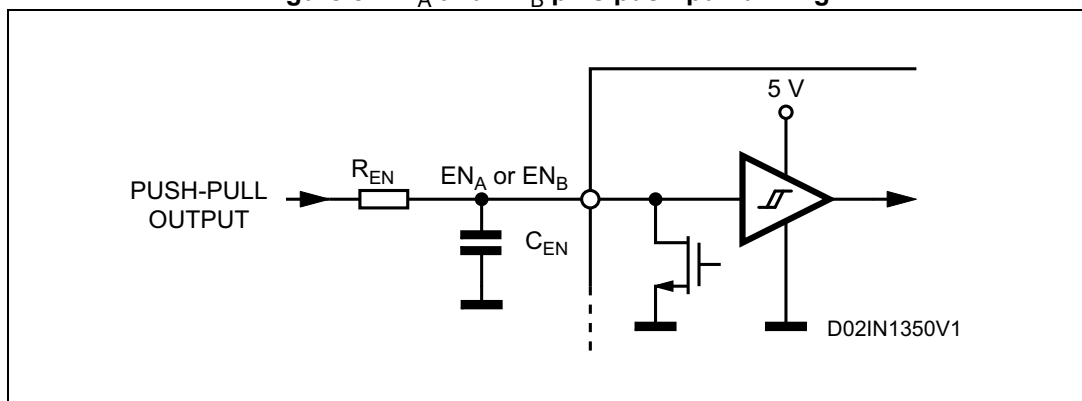 5 V
R_EN
EN_A or EN_B
PUSH-PULL
OUTPUT
C_EN
D02IN1350V1